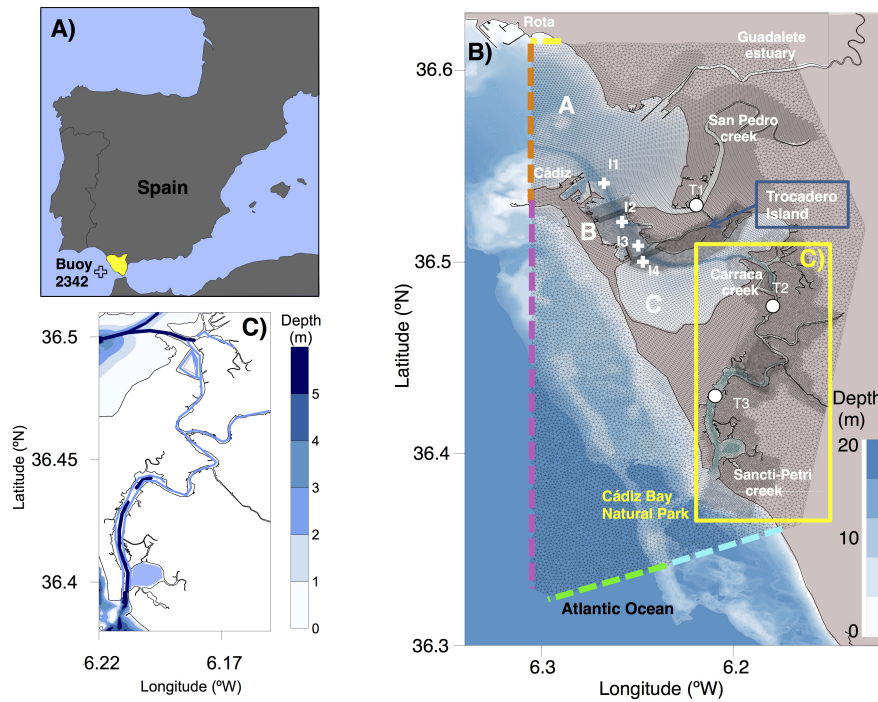 A)
Spain
Buoy
2342
C)
Depth
(m)
5
4
3
2
1
0
36.5
36.45
36.4
Latitude (ºN)
6.22
6.17
Longitude (ºW)
B)
Rota
Guadalete
estuary
A
San Pedro
creek
I1
Cádiz
T1
I2
Trocadero
Island
B
I3
I4
C)
Carraca
creek
T2
C
T3
Sancti-Petri
creek
Cádiz Bay
Natural Park
Atlantic Ocean
Depth
(m)
20
10
0
36.6
36.5
36.4
36.3
Latitude (ºN)
6.3
6.2
Longitude (ºW)